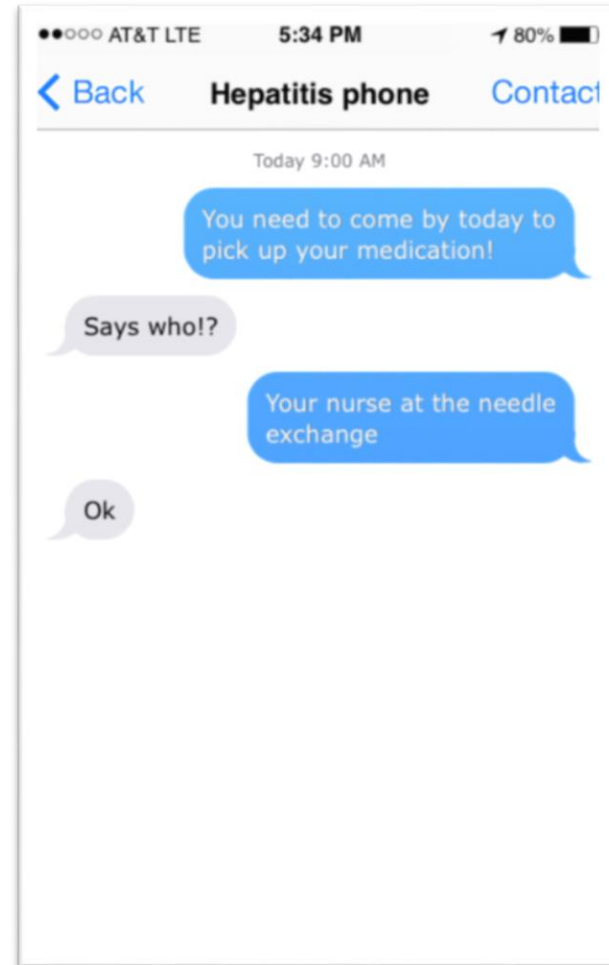 AT&T LTE 5:34 PM 80%
Back Hepatitis phone Contact
Today 9:00 AM
You need to come by today to
pick up your medication!
Says who!?
Your nurse at the needle
exchange
Ok